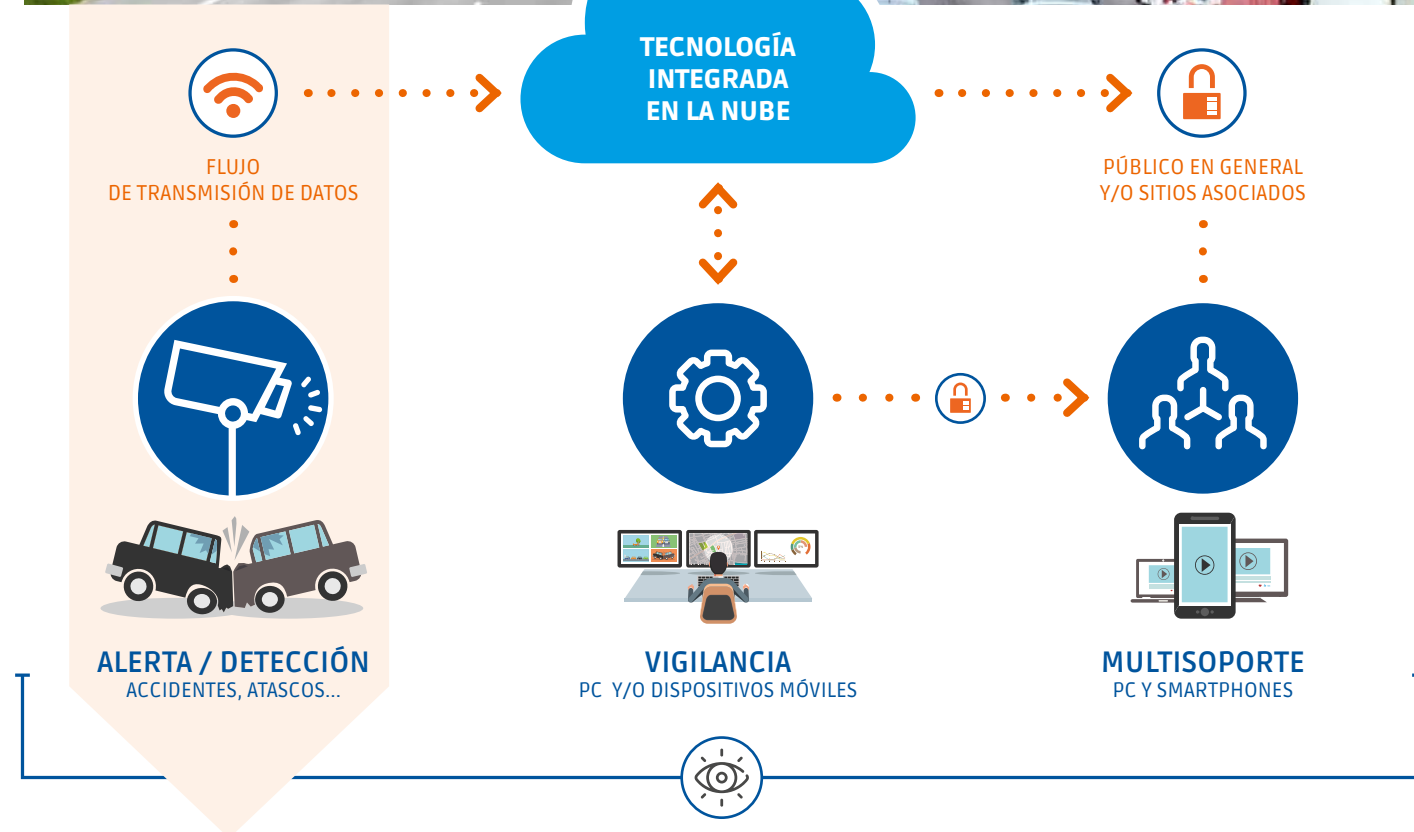 TECNOLOGÍA
INTEGRADA
EN LA NUBE
FLUJO
DE TRANSMISIÓN DE DATOS
PÚBLICO EN GENERAL
Y/O SITIOS ASOCIADOS
ALERTA / DETECCIÓN
ACCIDENTES, ATASCOS...
VIGILANCIA
PC Y/O DISPOSITIVOS MÓVILES
MULTISOPORTE
PC Y SMARTPHONES